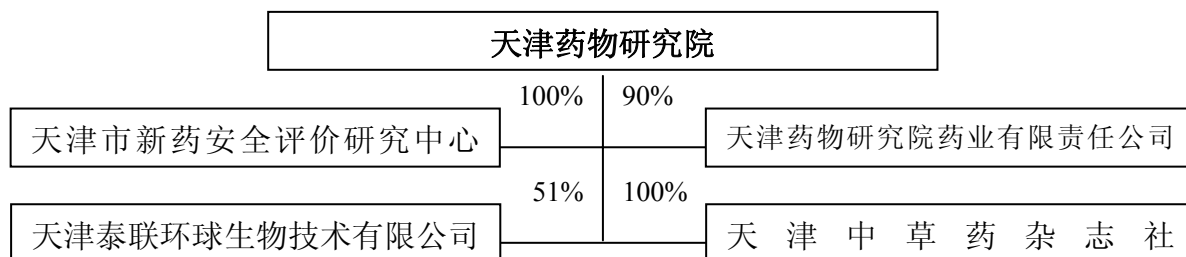 天津药物研究院
100% 90%
天津市新药安全评价研究中心 天津药物研究院药业有限责任公司
51% 100%
天津泰联环球生物技术有限公司 天津中草药杂志社